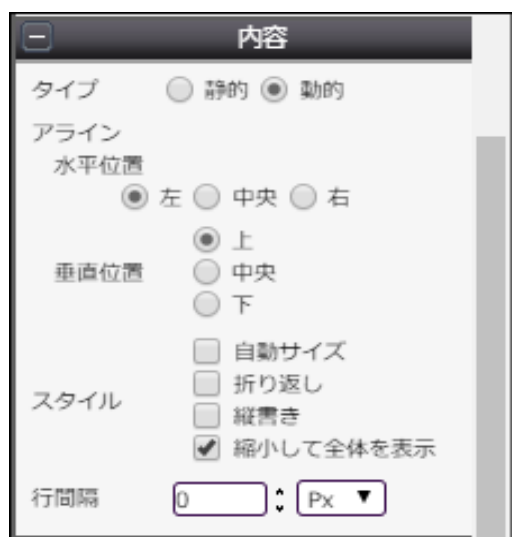 内容
タイプ 静的 動的
アライン
水平位置
左 中央 右
上
垂直位置 中央
下
自動サイズ
折り返し
スタイル 縦書き
縮小して全体を表示
行間隔 0 Px